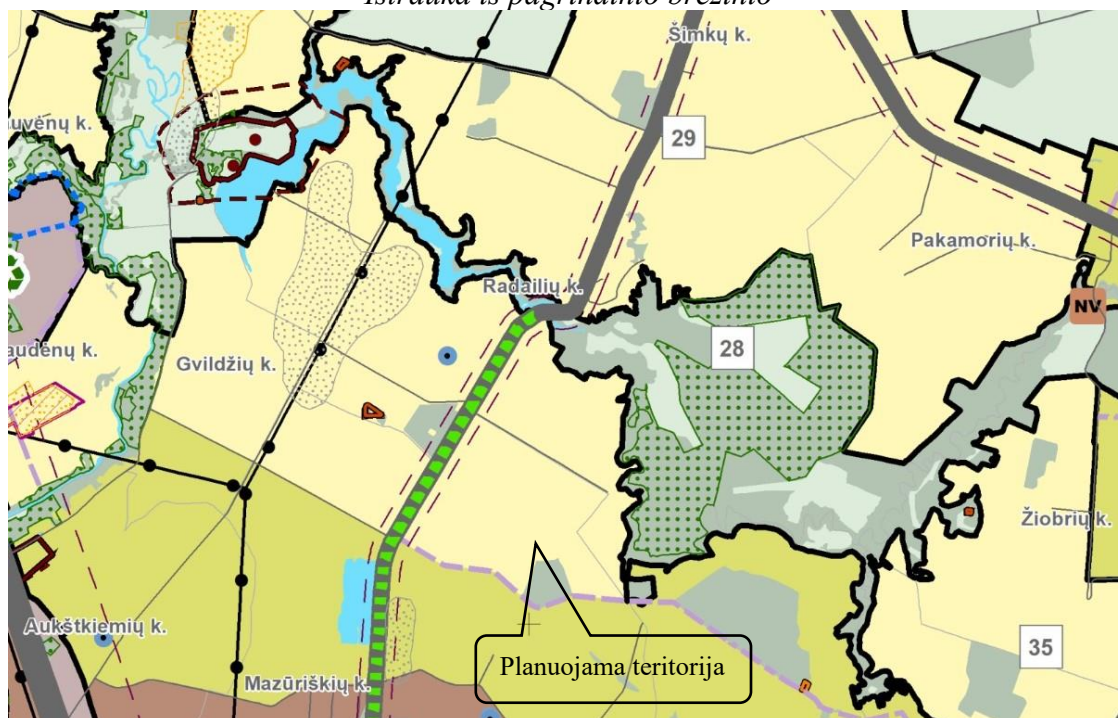 Ištrauka iš pagrindinio brėžinio
Šimkų k.
uvėnų k.
29
Pakamorių k.
Radailių k.
NV
audėnų k.
28
Gvildžių k.
Žiobrių k.
Aukštkiemių k.
Planuojama teritorija
35
Mazūriškių k.